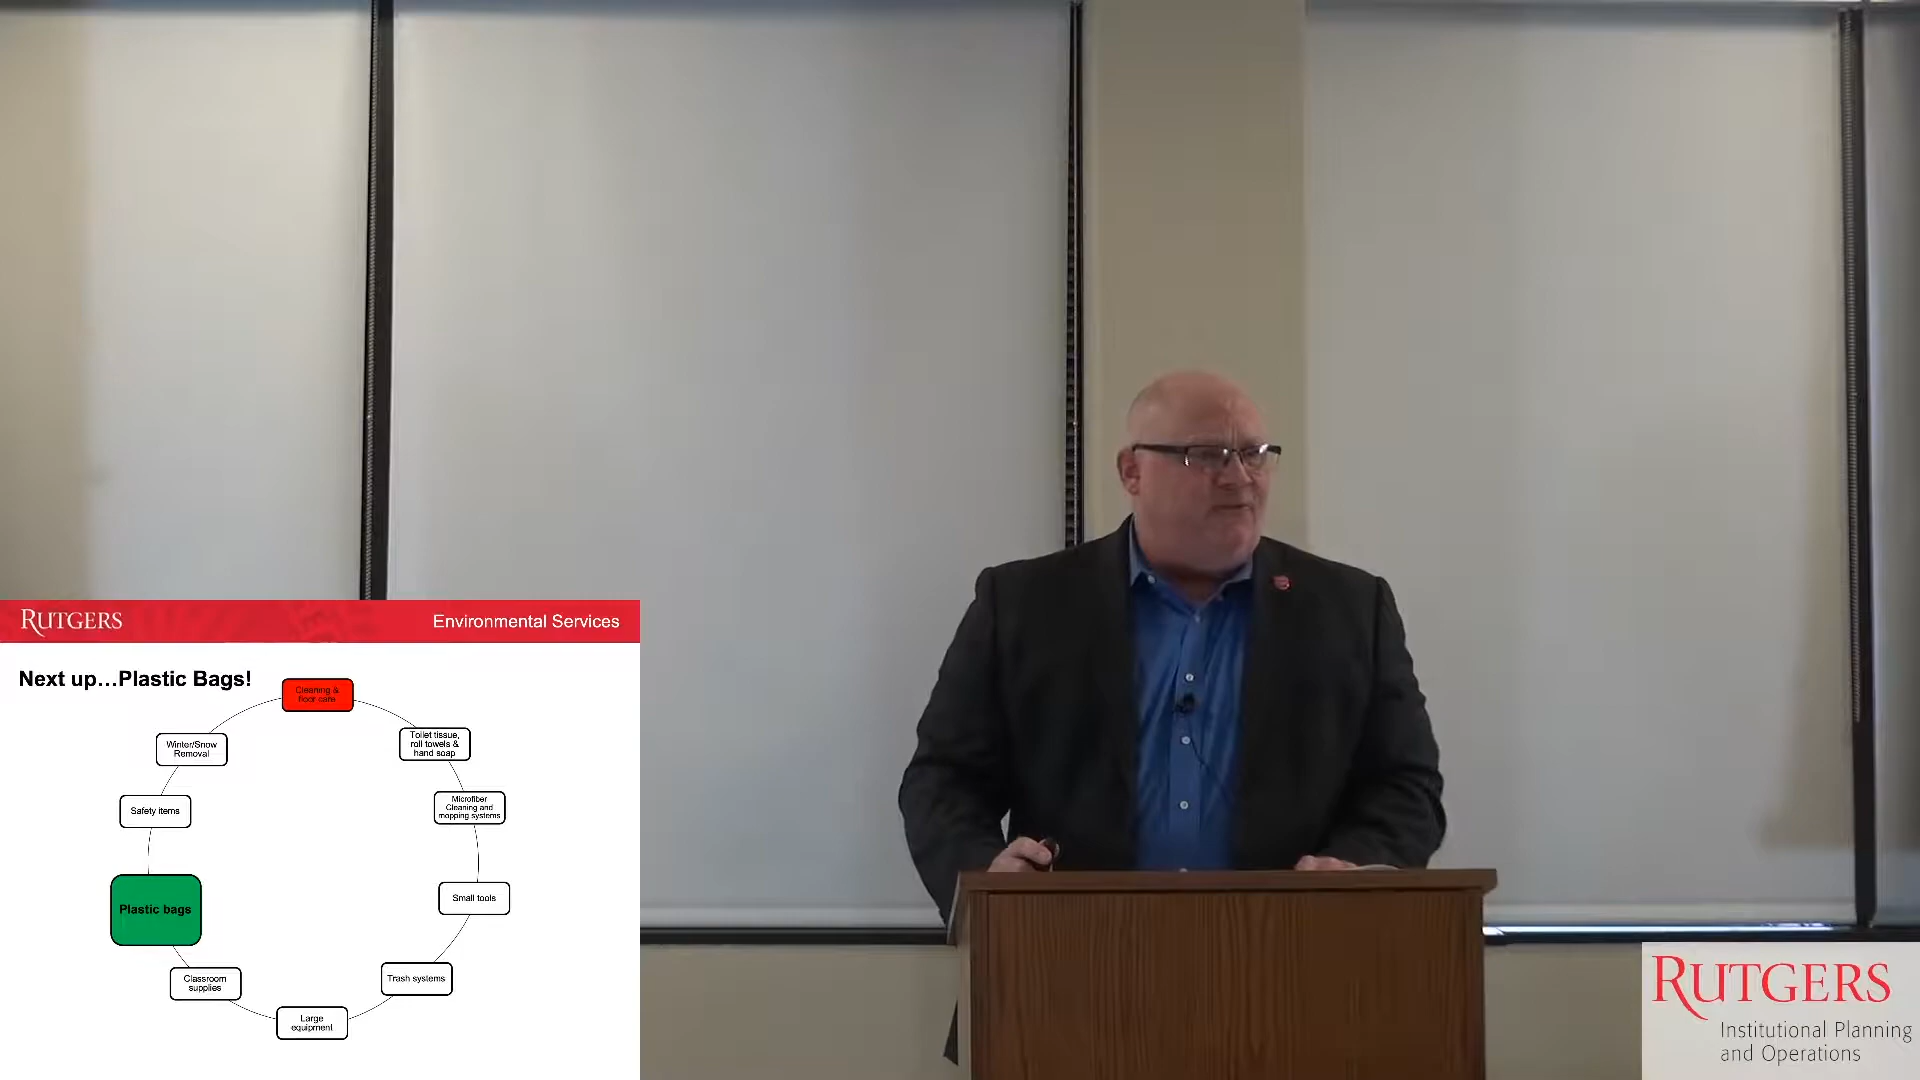 RUTGERS
Environmental Services
Next up…Plastic Bags!
Cleaning &
floor care
Toilet tissue,
roll towels &
hand soap
Microfiber
Cleaning and
mopping systems
Small tools
Trash systems
Large
equipment
Classroom
supplies
Plastic bags
Safety items
Winter/Snow
Removal
RUTGERS
Institutional Planning
and Operations